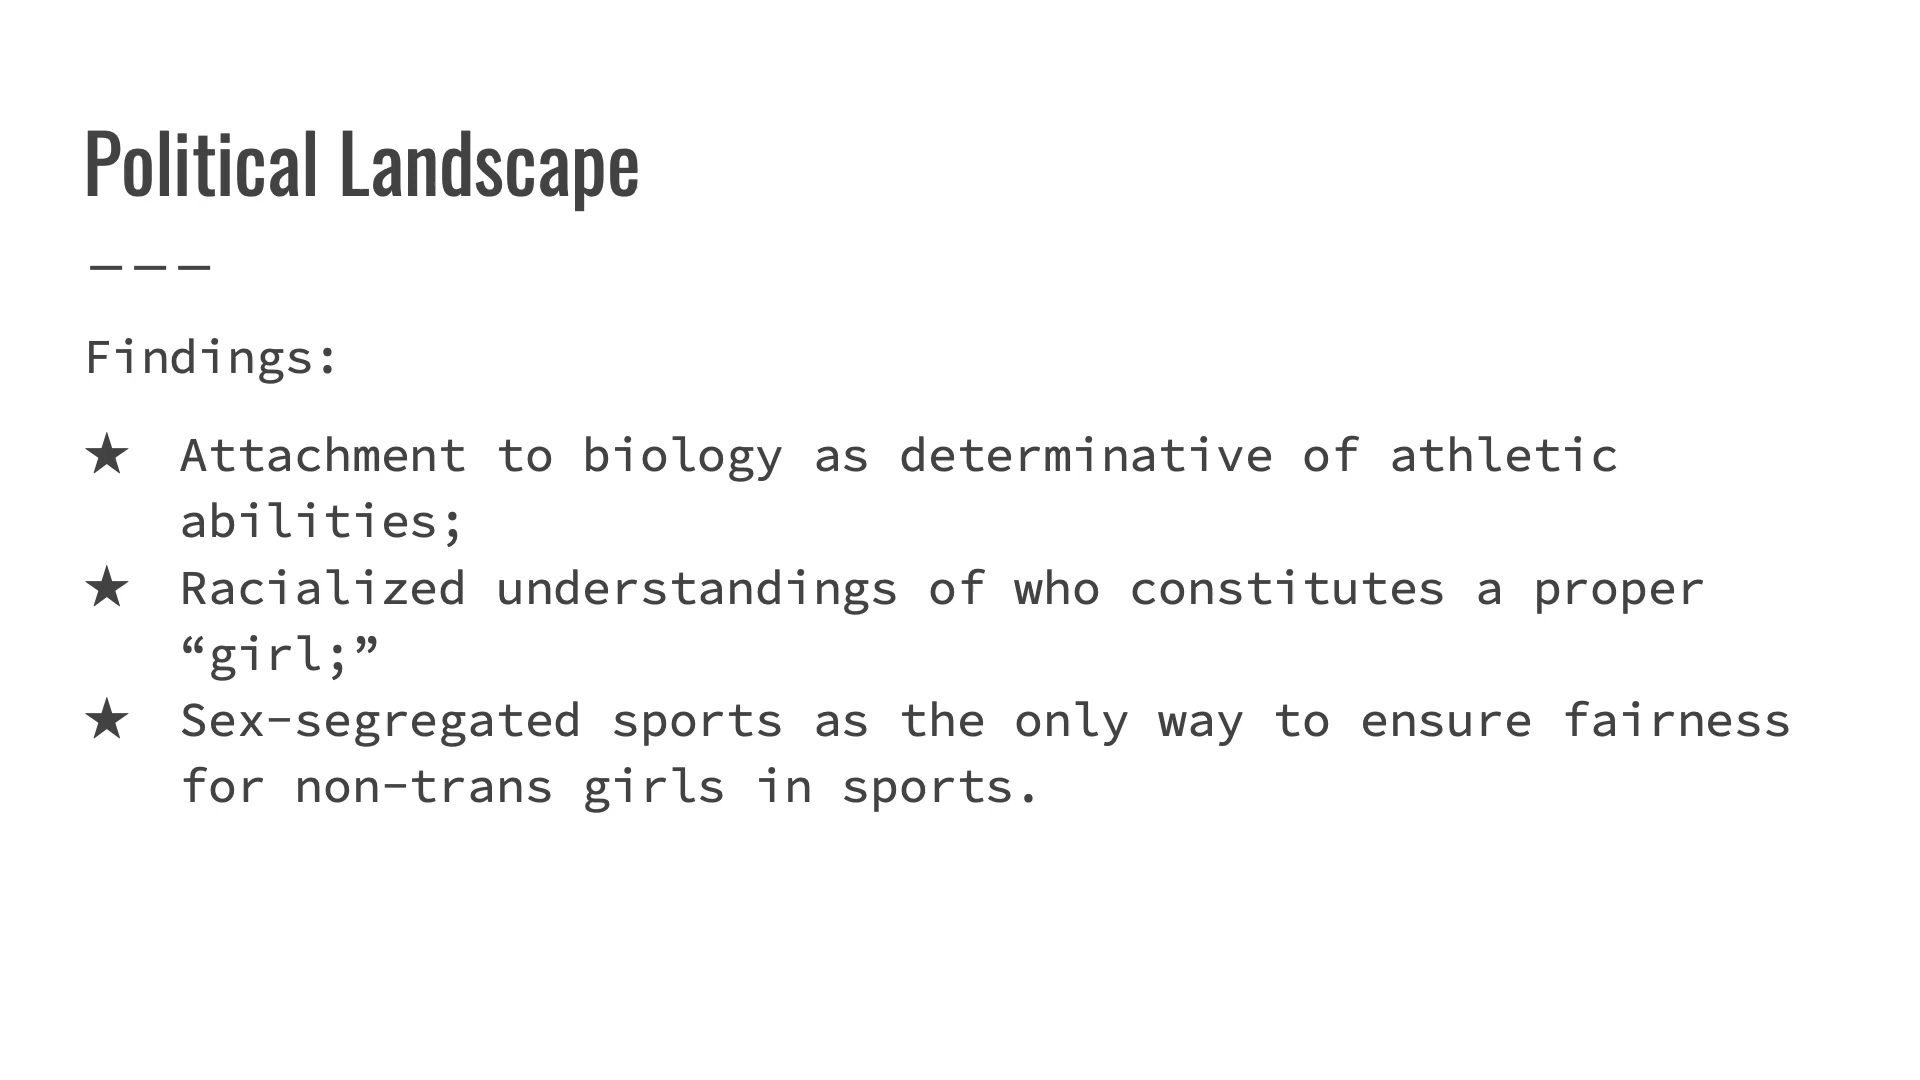 Political Landscape
Findings:
★ Attachment to biology as determinative of athletic
abilities;
★ Racialized understandings of who constitutes a proper
“girl;”
★ Sex-segregated sports as the only way to ensure fairness
for non-trans girls in sports.